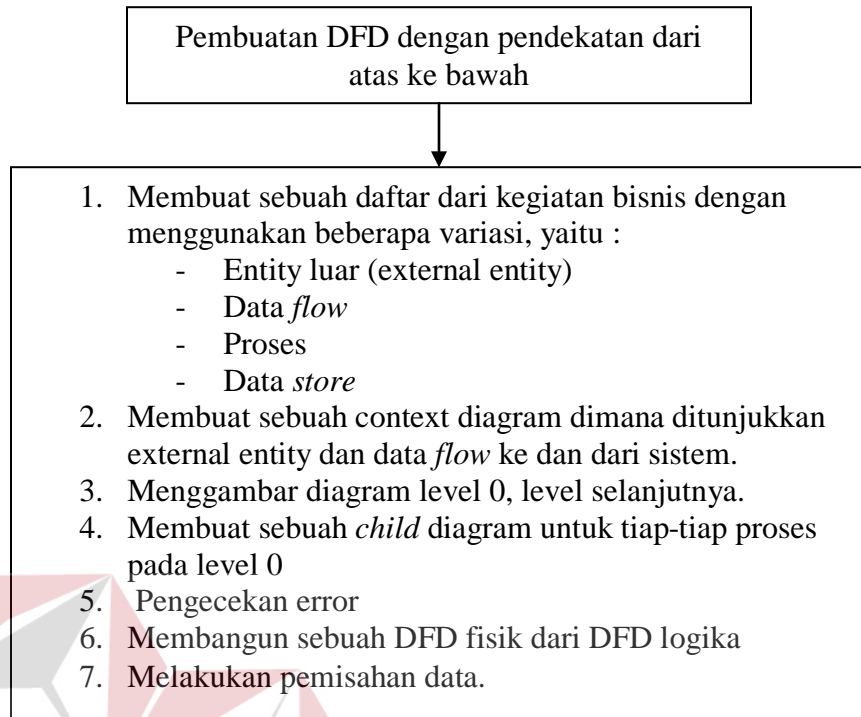 Pembuatan DFD dengan pendekatan dari
atas ke bawah
1. Membuat sebuah daftar dari kegiatan bisnis dengan
menggunakan beberapa variasi, yaitu :
- Entity luar (external entity)
- Data flow
- Proses
- Data store
2. Membuat sebuah context diagram dimana ditunjukkan
external entity dan data flow ke dan dari sistem.
3. Menggambar diagram level 0, level selanjutnya.
4. Membuat sebuah child diagram untuk tiap-tiap proses
pada level 0
5. Pengecekan error
6. Membangun sebuah DFD fisik dari DFD logika
7. Melakukan pemisahan data.